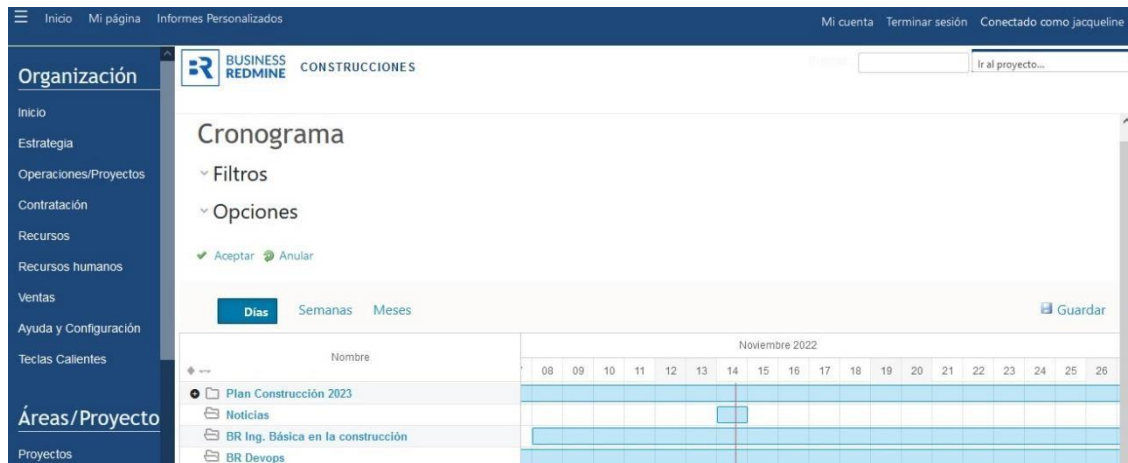 Inicio Mi página Informes Personalizados
Mi cuenta Terminar sesión Conectado como jacqueline
Organización
Inicio
Estrategia
Operaciones/Proyectos
Contratación
Recursos
Recursos humanos
Ventas
Ayuda y Configuración
Teclas Calientes
Áreas/Proyecto
Proyectos
BR BUSINESS
REDMINE CONSTRUCCIONES
Ir al proyecto...
Cronograma
Filtros
Opciones
Aceptar Anular
Días Semanas Meses
Guardar
Nombre
Noviembre 2022
08 09 10 11 12 13 14 15 16 17 18 19 20 21 22 23 24 25 26
Plan Construcción 2023
Noticias
BR Ing. Básica en la construcción
BR Devops